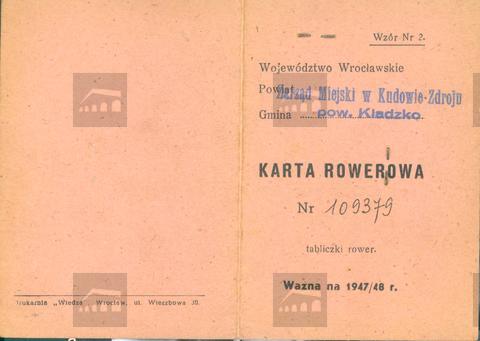 Wzór Nr 2.
Województwo Wrocławskie
Powiat
Zarząd Miejski w Kudowie-Zdroju
Gmina
pow. Kladzko
KARTA ROWEROWA
Nr 109379
tabliczki rower.
Ważna na 1947/48 r.
Drukarnia „Wiedza", Wrocław, ul. Wierzbowa 30.